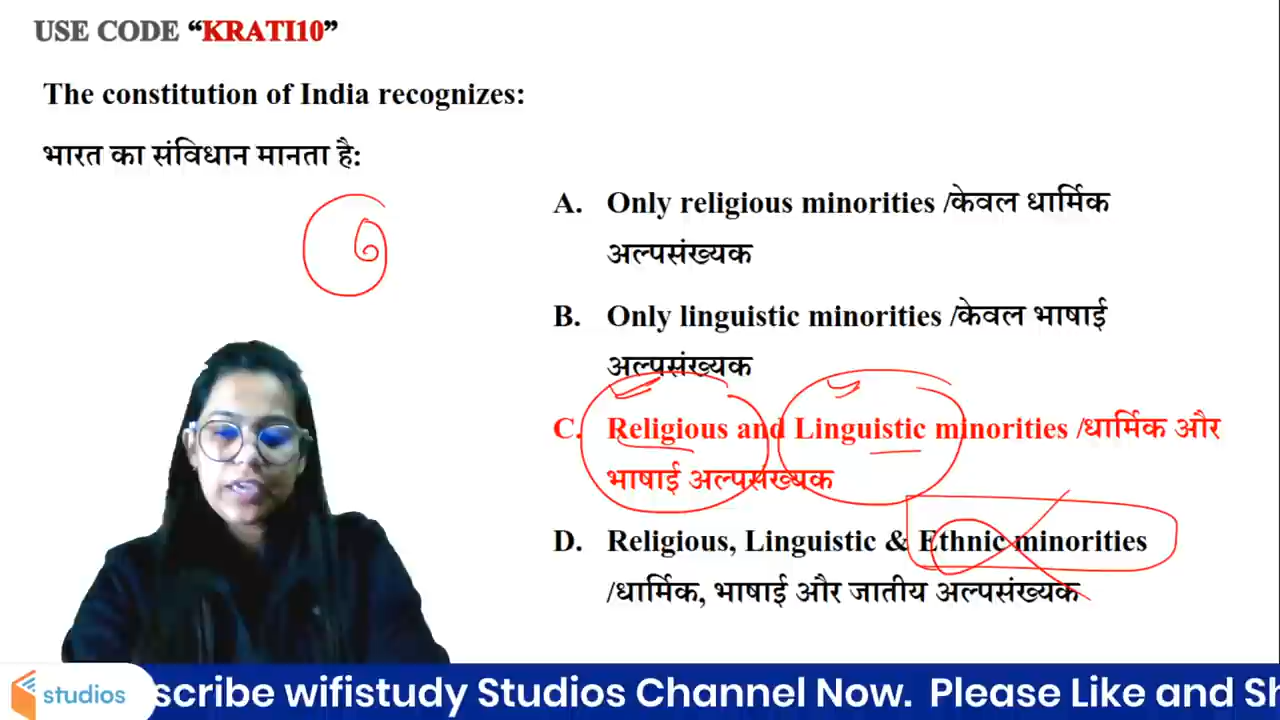 USE CODE “KRATI10”
The constitution of India recognizes:
भारत का संविधान मानता है:
A. Only religious minorities /केवल धार्मिक
अल्पसंख्यक
B. Only linguistic minorities /केवल भाषाई
अल्पसंख्यक
C. Religious and Linguistic minorities /धार्मिक और
भाषाई अल्पसंख्यक
D. Religious, Linguistic & Ethnic minorities
/धार्मिक, भाषाई और जातीय अल्पसंख्यक
studios
scribe wifistudy Studios Channel Now. Please Like and Sh